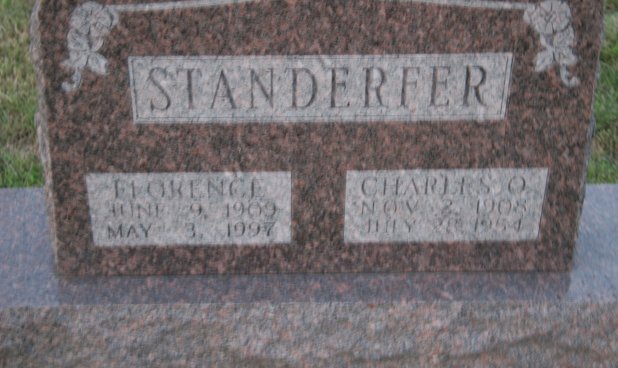 STANDERFER
FLORENCE
JUNE 9, 1909
MAY 3, 1997
CHARLES O.
NOV. 2, 1908
JULY 1954